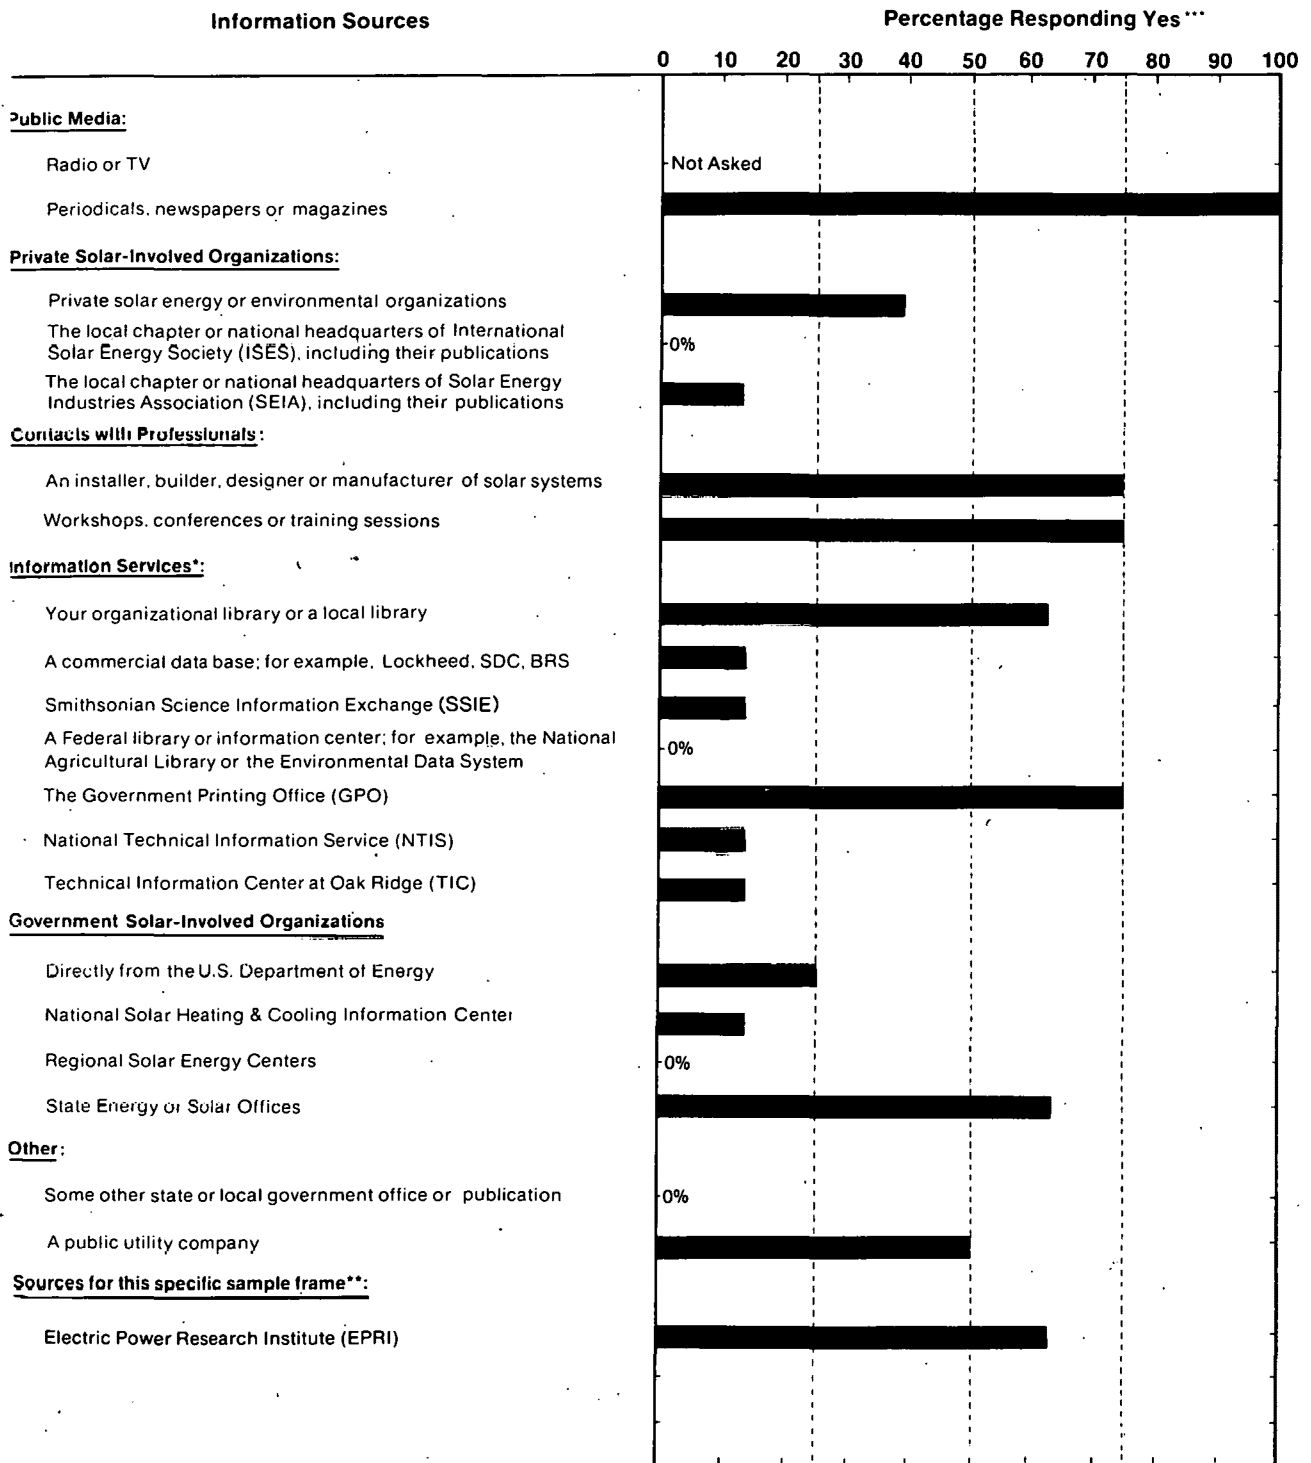 Information Sources
Percentage Responding Yes***
0 10 20 30 40 50 60 70 80 90 100
Public Media:
Radio or TV
Not Asked
Periodicals, newspapers or magazines
Private Solar-Involved Organizations:
Private solar energy or environmental organizations
The local chapter or national headquarters of International
Solar Energy Society (ISES), including their publications
0%
The local chapter or national headquarters of Solar Energy
Industries Association (SEIA), including their publications
Contacts with Professionals:
An installer, builder, designer or manufacturer of solar systems
Workshops, conferences or training sessions
Information Services*:
Your organizational library or a local library
A commercial data base; for example, Lockheed, SDC, BRS
Smithsonian Science Information Exchange (SSIE)
A Federal library or information center; for example, the National
Agricultural Library or the Environmental Data System
0%
The Government Printing Office (GPO)
National Technical Information Service (NTIS)
Technical Information Center at Oak Ridge (TIC)
Government Solar-Involved Organizations
Directly from the U.S. Department of Energy
National Solar Heating & Cooling Information Center
Regional Solar Energy Centers
0%
State Energy or Solar Offices
Other:
Some other state or local government office or publication
0%
A public utility company
Sources for this specific sample frame**:
Electric Power Research Institute (EPRI)